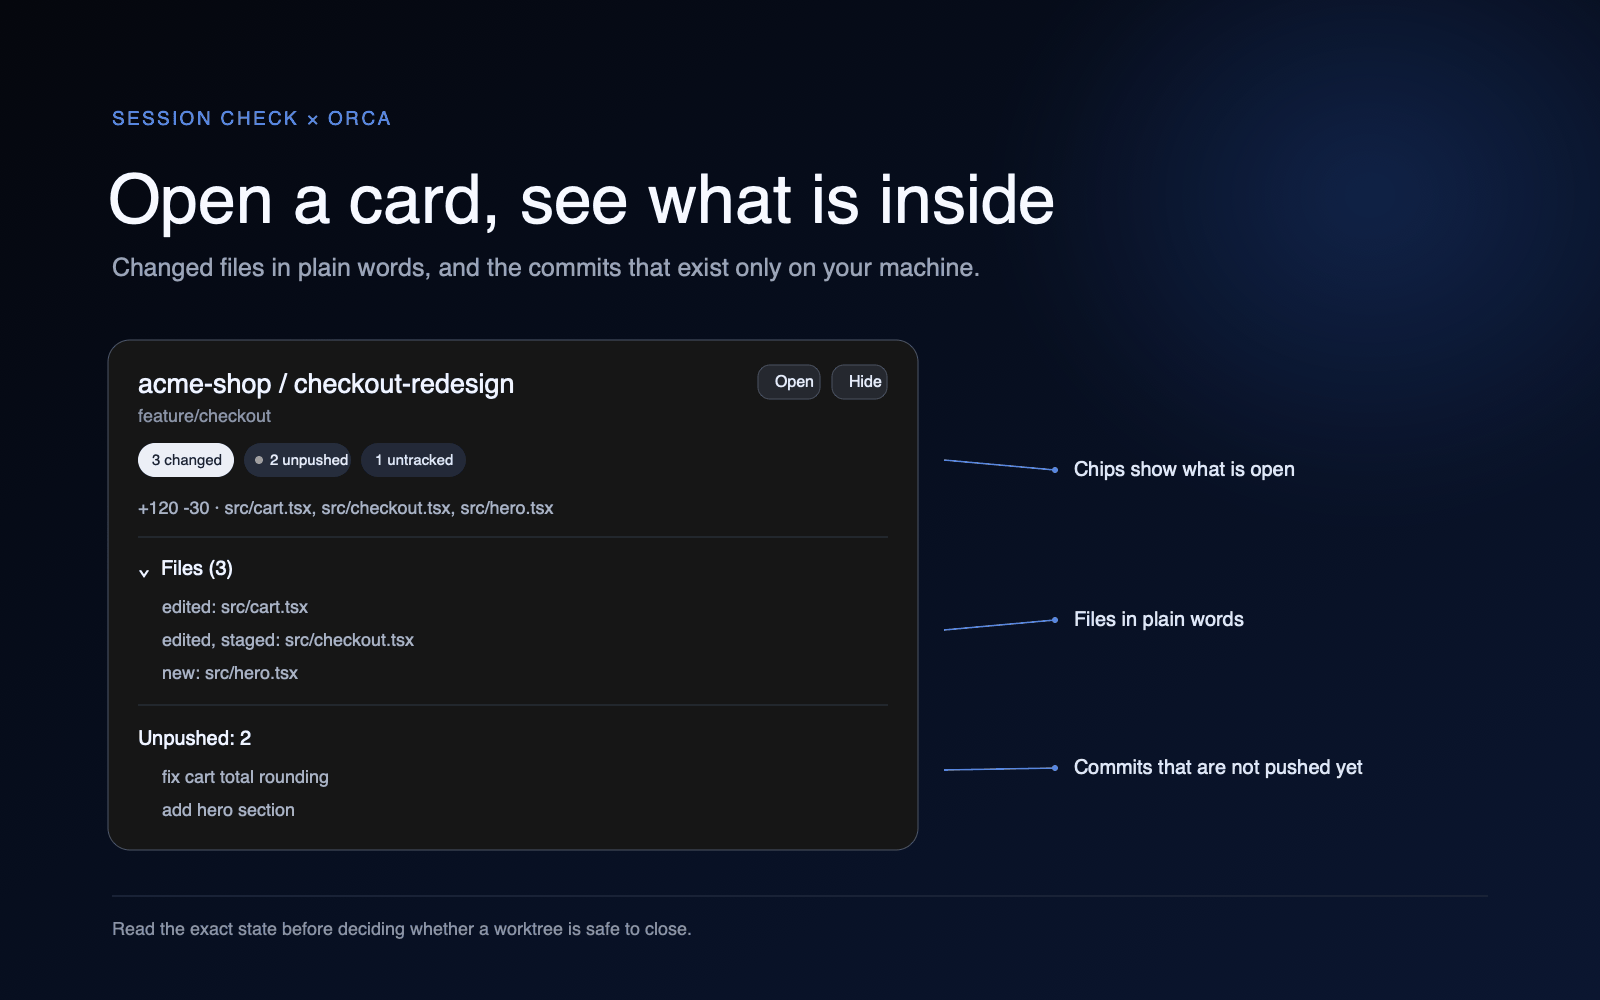 SESSION CHECK × ORCA
Open a card, see what is inside
Changed files in plain words, and the commits that exist only on your machine.
acme-shop / checkout-redesign
Open
Hide
feature/checkout
3 changed
2 unpushed
1 untracked
+120 -30 · src/cart.tsx, src/checkout.tsx, src/hero.tsx
Files (3)
edited: src/cart.tsx
edited, staged: src/checkout.tsx
new: src/hero.tsx
Unpushed: 2
fix cart total rounding
add hero section
Chips show what is open
Files in plain words
Commits that are not pushed yet
Read the exact state before deciding whether a worktree is safe to close.